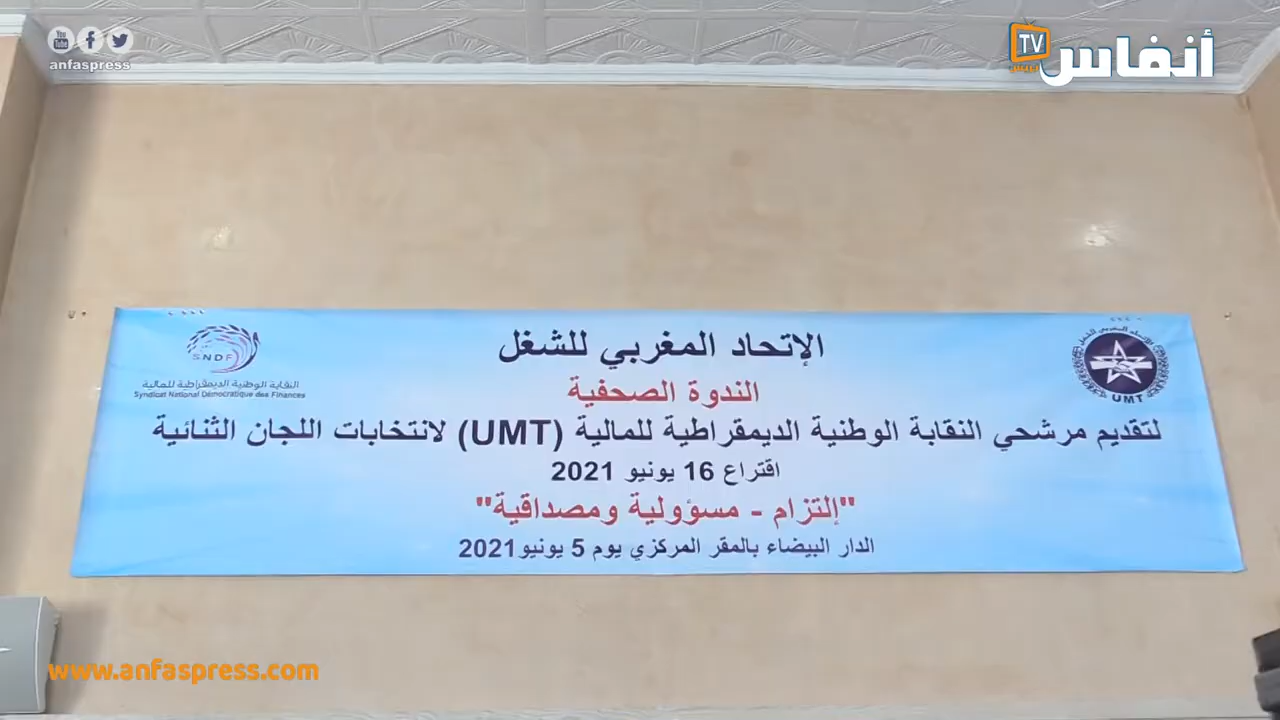 anfaspress
أنفاس
TV
الإتحاد المغربي للشغل
الندوة الصحفية
لتقديم مرشحي النقابة الوطنية الديمقراطية للمالية (UMT) لانتخابات اللجان الثنائية
اقتراع 16 يونيو 2021
"إلتزام - مسؤولية ومصداقية"
الدار البيضاء بالمقر المركزي يوم 5 يونيو2021
SNDF
النقابة الوطنية الديمقراطية للمالية
Syndicat National Démocratique des Finances
UMT
www.anfaspress.com